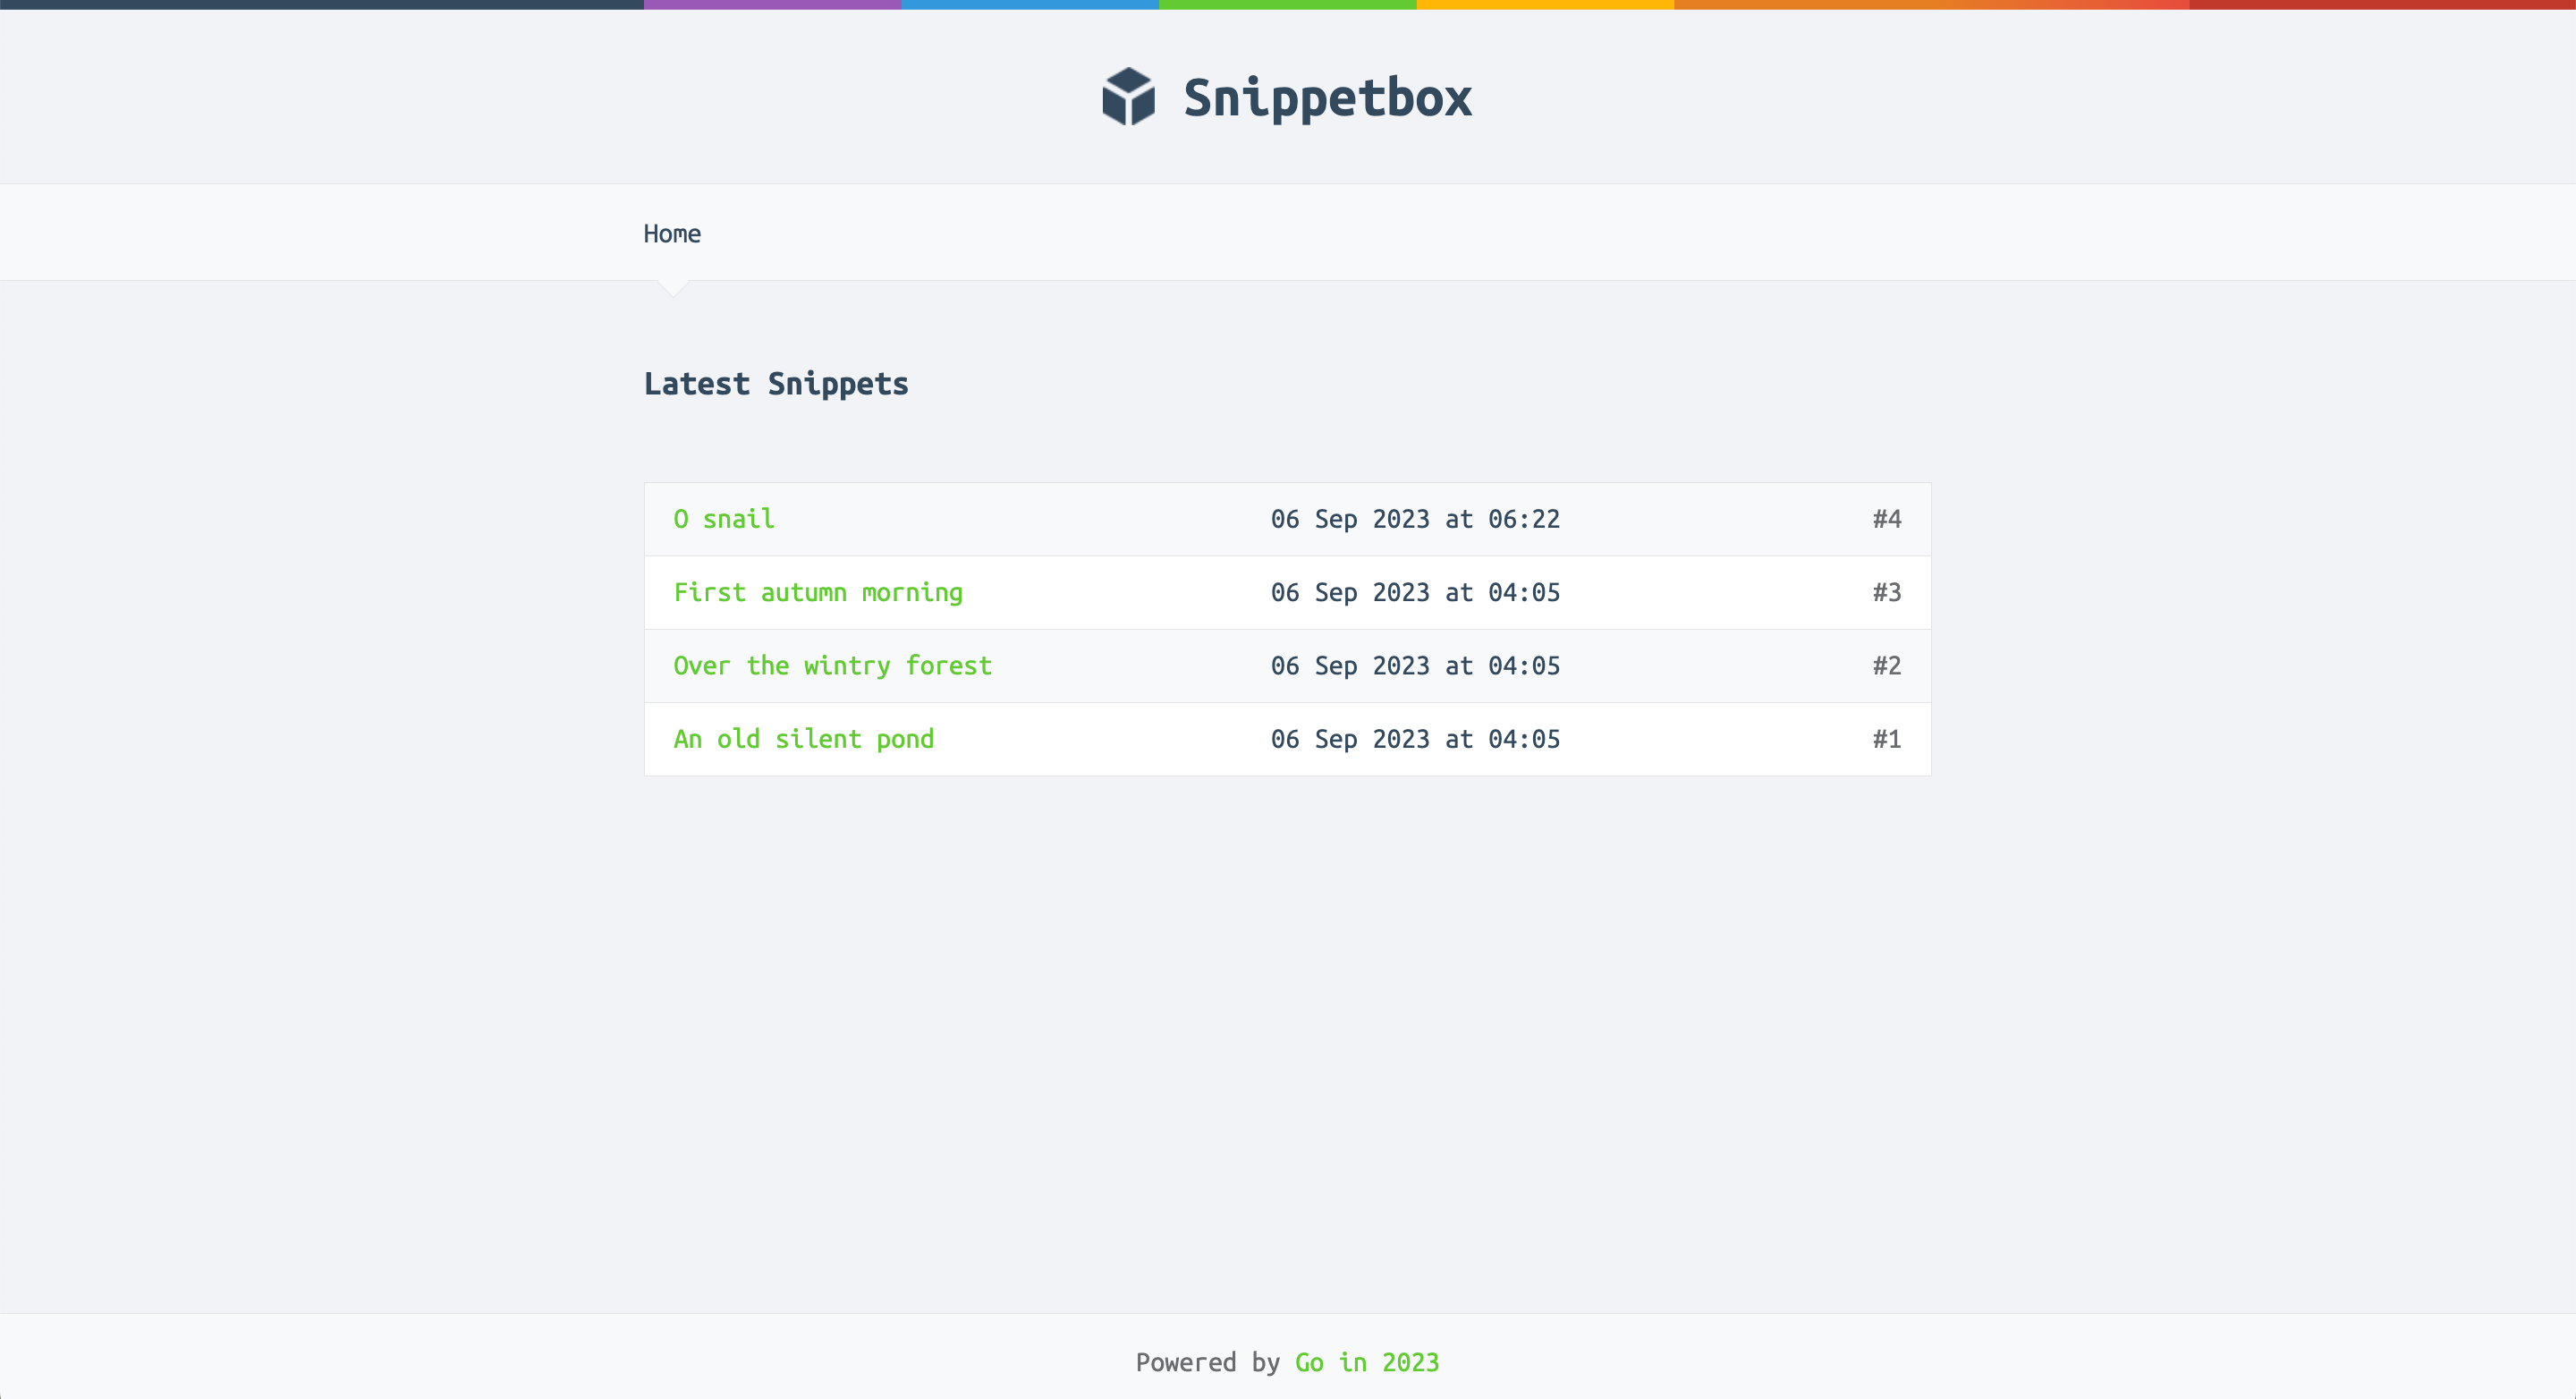 Snippetbox
Home
Latest Snippets
O snail 06 Sep 2023 at 06:22 #4
First autumn morning 06 Sep 2023 at 04:05 #3
Over the wintry forest 06 Sep 2023 at 04:05 #2
An old silent pond 06 Sep 2023 at 04:05 #1
Powered by Go in 2023